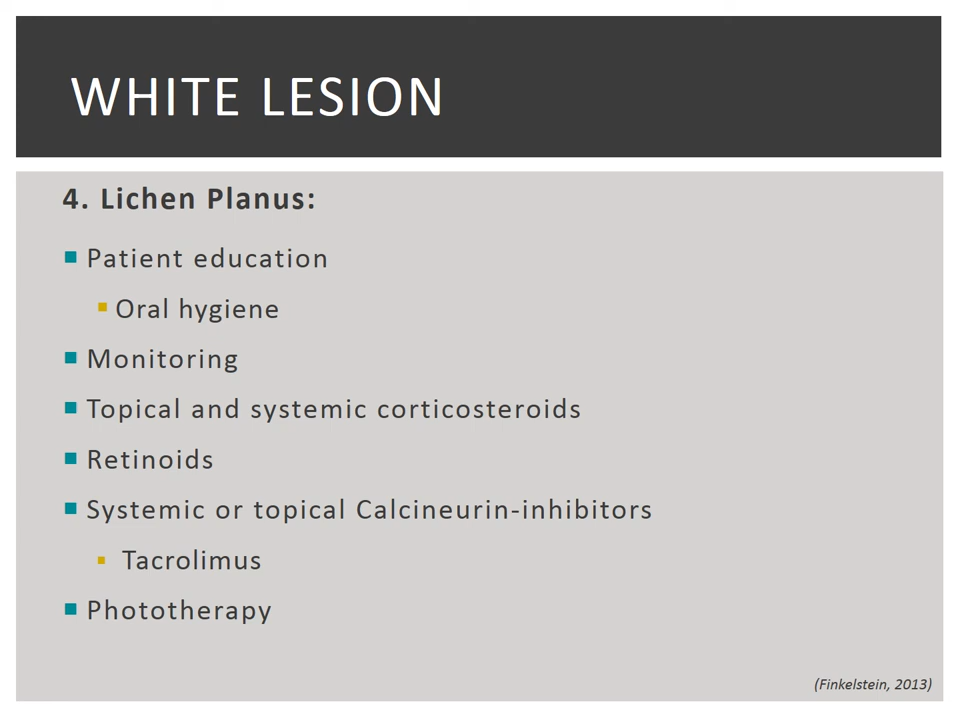 WHITE LESION
4. Lichen Planus:
Patient education
Oral hygiene
Monitoring
Topical and systemic corticosteroids
Retinoids
Systemic or topical Calcineurin-inhibitors
Tacrolimus
Phototherapy
(Finkelstein, 2013)